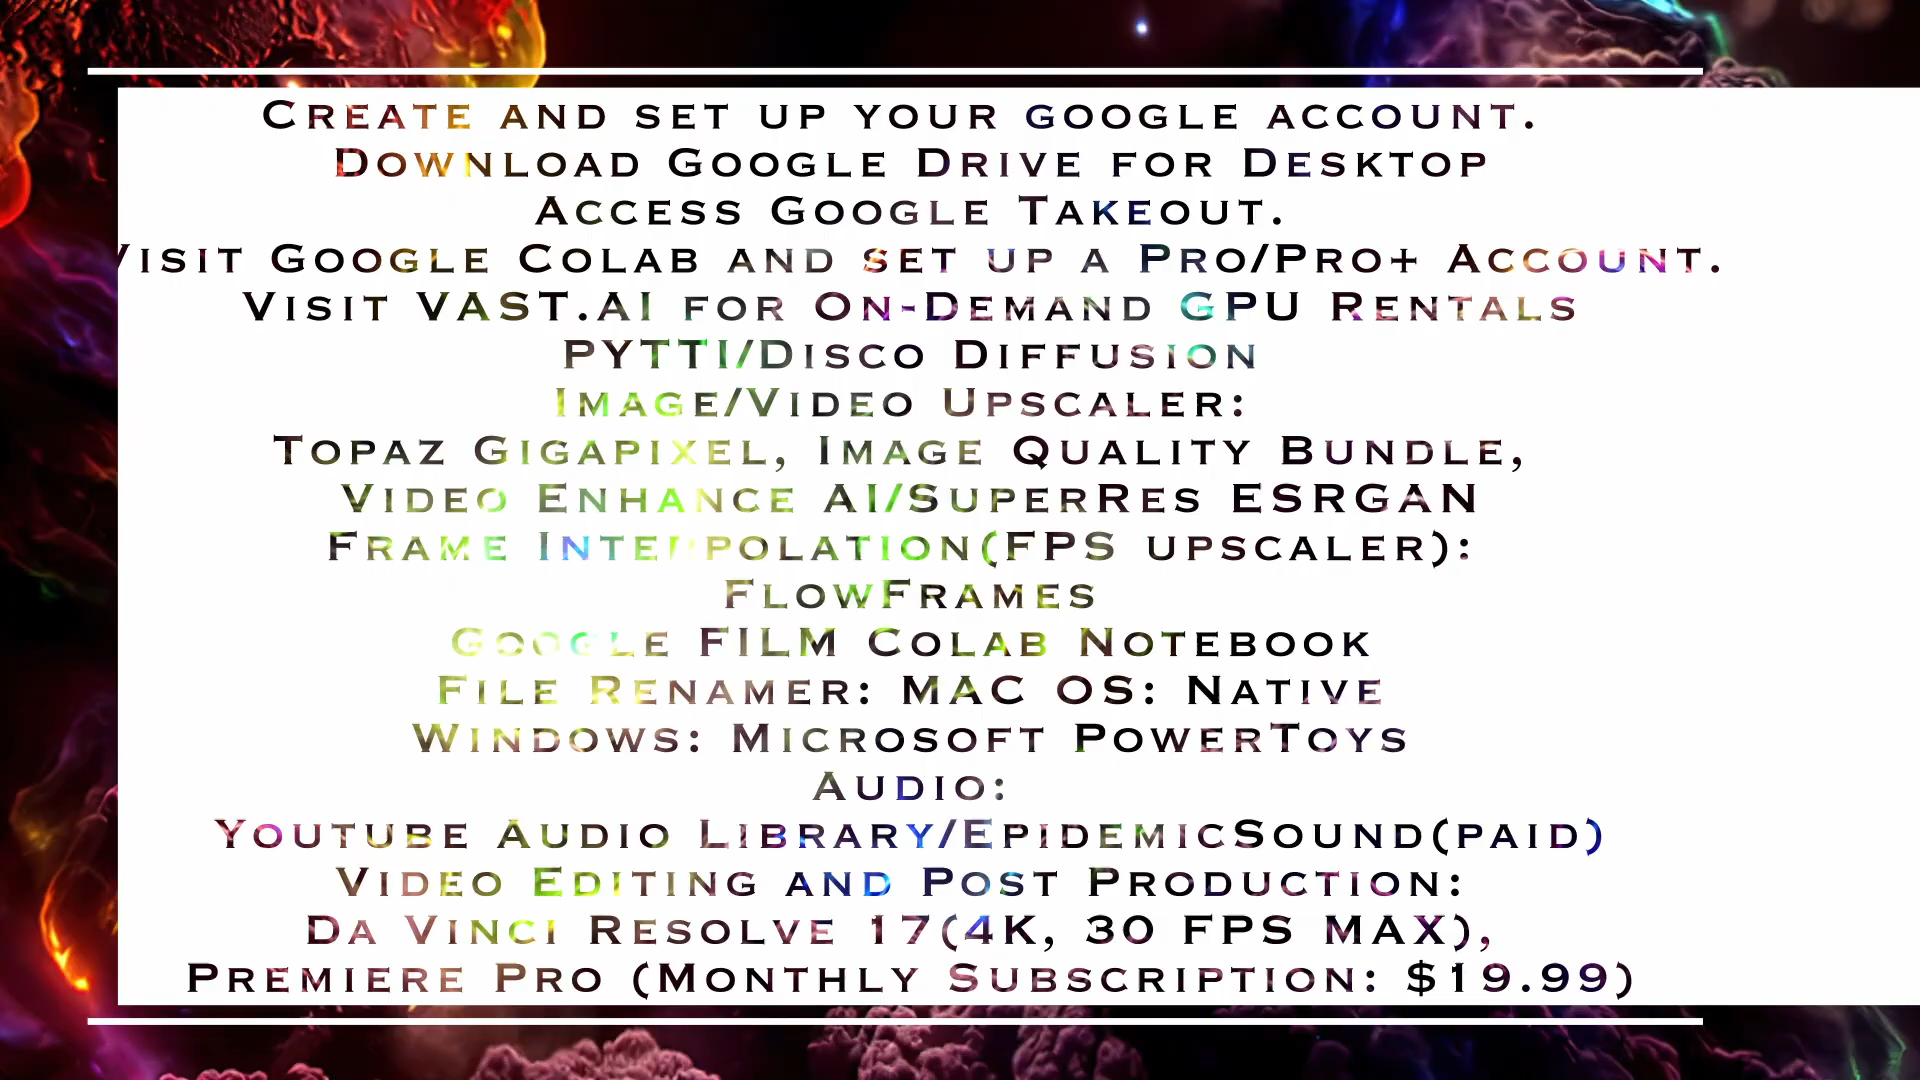 Create and set up your google account.
Download Google Drive for Desktop
Access Google Takeout.
Visit Google Colab and set up a Pro/Pro+ Account.
Visit VAST.AI for On-Demand GPU Rentals
PYTTI/Disco Diffusion
Image/Video Upscaler:
Topaz Gigapixel, Image Quality Bundle,
Video Enhance AI/SuperRes ESRGAN
Frame Interpolation(FPS upscaler):
FlowFrames
Google FILM Colab Notebook
File Renamer: MAC OS: Native
Windows: Microsoft PowerToys
Audio:
Youtube Audio Library/EpidemicSound(paid)
Video Editing and Post Production:
Da Vinci Resolve 17(4K, 30 FPS MAX),
Premiere Pro (Monthly Subscription: $19.99)